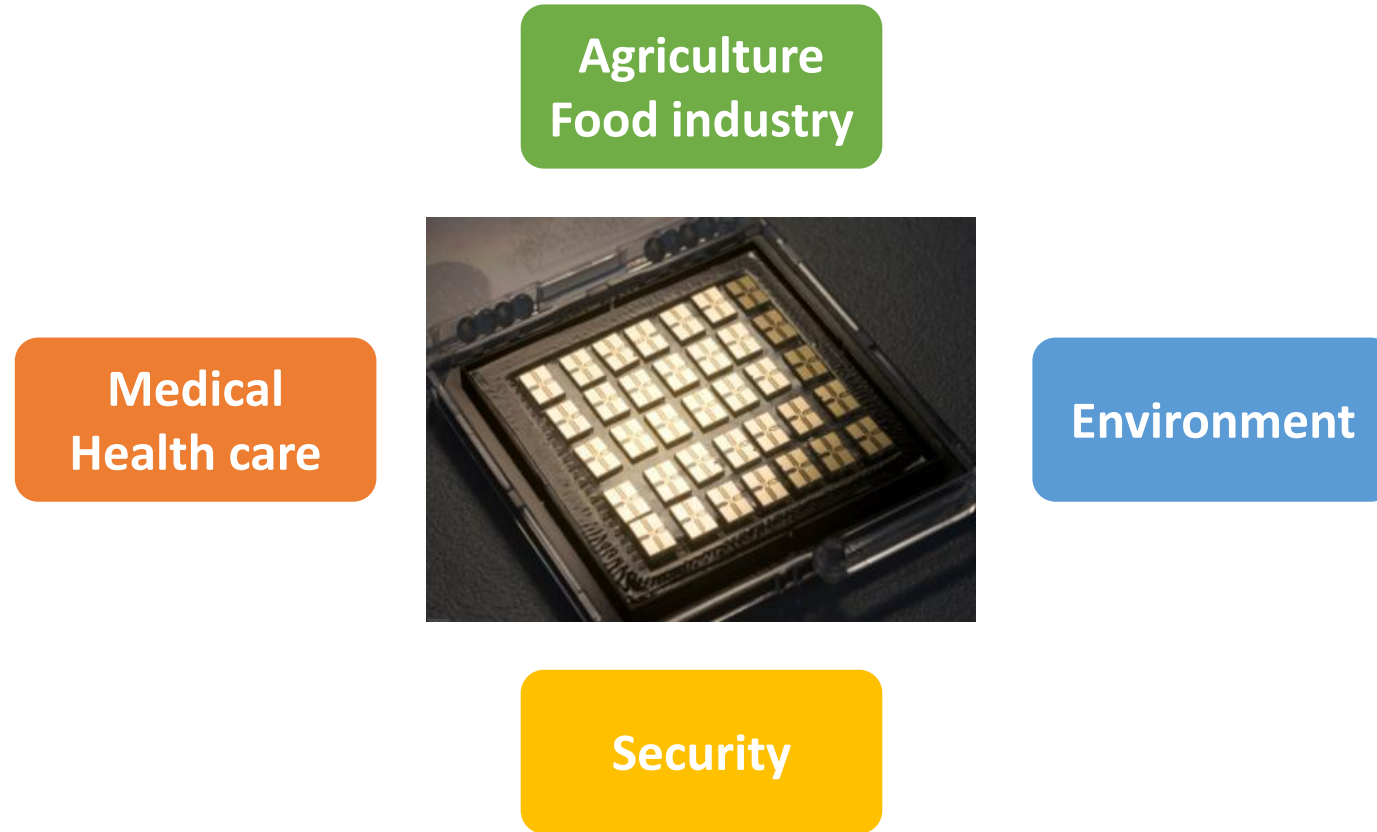 Agriculture
Food industry
Medical
Health care
Environment
Security